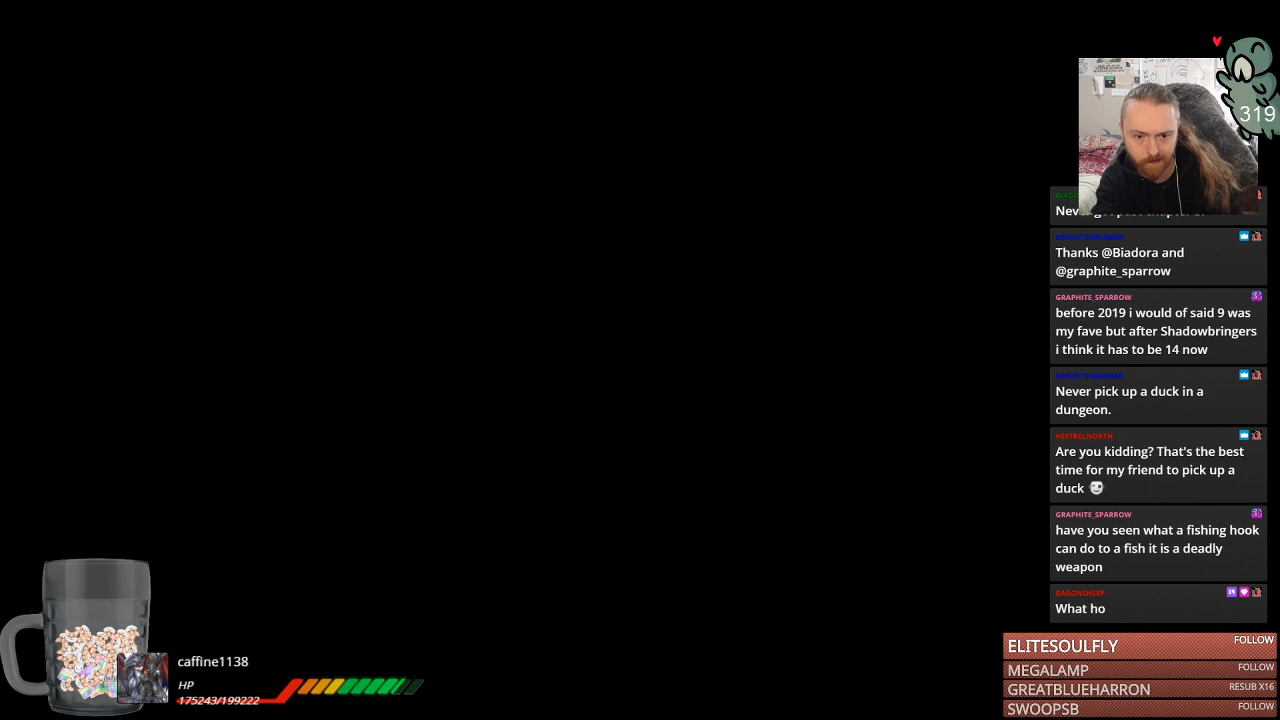 319
Thanks @Biadora and
@graphite_sparrow
GRAPHITE_SPARROW
before 2019 i would of said 9 was
my fave but after Shadowbringers
i think it has to be 14 now
Never pick up a duck in a
dungeon.
KESTRELNORTH
Are you kidding? That's the best
time for my friend to pick up a
duck
GRAPHITE_SPARROW
have you seen what a fishing hook
can do to a fish it is a deadly
weapon
BARONSHEEP
What ho
ELITESOULFLY FOLLOW
MEGALAMP FOLLOW
GREATBLUEHARRON RESUB X16
SWOOPSB FOLLOW
caffine1138
HP
175243/199222